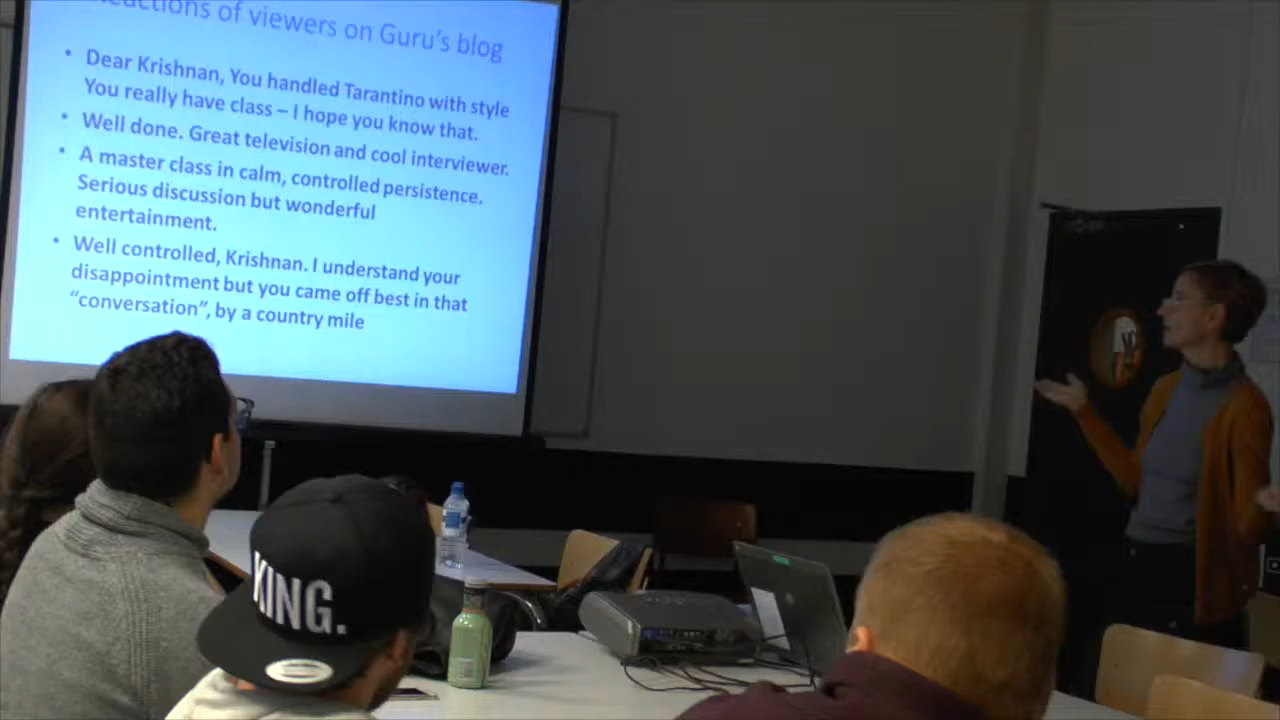 Reactions of viewers on Guru's blog
• Dear Krishnan, You handled Tarantino with style
You really have class – I hope you know that.
• Well done. Great television and cool interviewer.
• A master class in calm, controlled persistence.
Serious discussion but wonderful
entertainment.
• Well controlled, Krishnan. I understand your
disappointment but you came off best in that
“conversation”, by a country mile
KING.